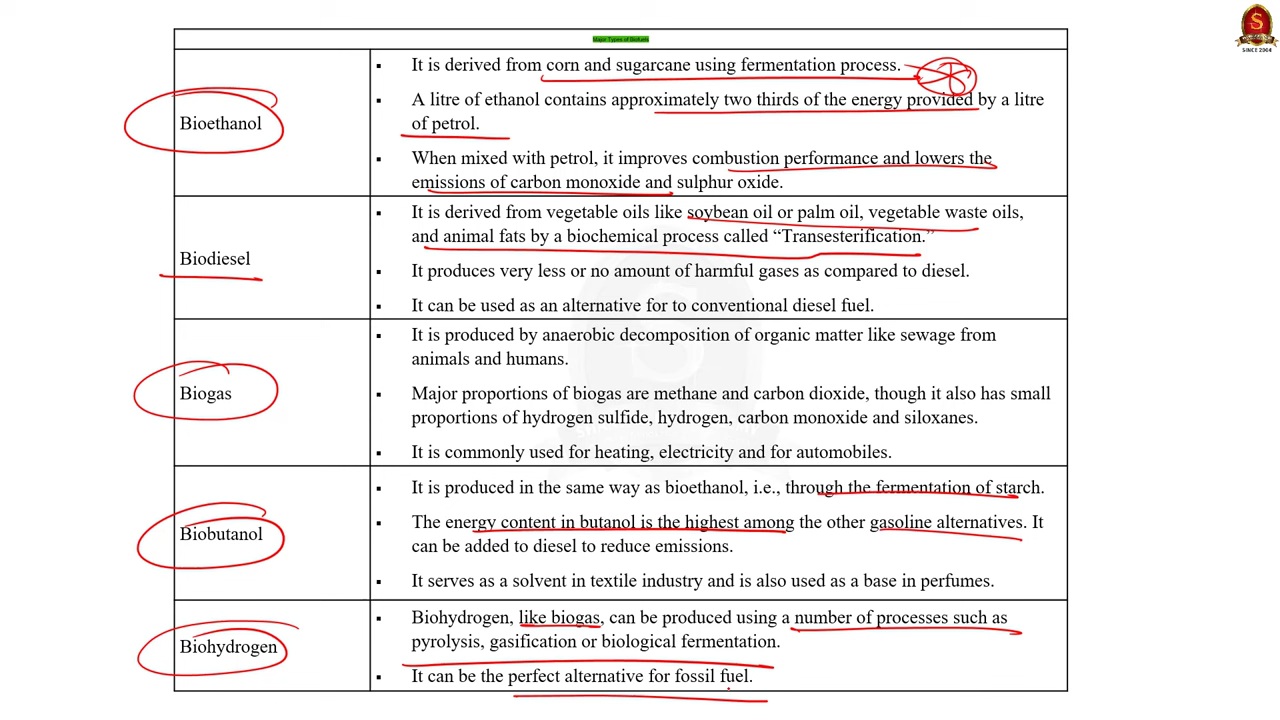 Major Types of Biofuels
S
SINCE 2004
Bioethanol
▪ It is derived from corn and sugarcane using fermentation process.
▪ A litre of ethanol contains approximately two thirds of the energy provided by a litre
of petrol.
▪ When mixed with petrol, it improves combustion performance and lowers the
emissions of carbon monoxide and sulphur oxide.
Biodiesel
▪ It is derived from vegetable oils like soybean oil or palm oil, vegetable waste oils,
and animal fats by a biochemical process called “Transesterification.”
▪ It produces very less or no amount of harmful gases as compared to diesel.
▪ It can be used as an alternative for to conventional diesel fuel.
Biogas
▪ It is produced by anaerobic decomposition of organic matter like sewage from
animals and humans.
▪ Major proportions of biogas are methane and carbon dioxide, though it also has small
proportions of hydrogen sulfide, hydrogen, carbon monoxide and siloxanes.
▪ It is commonly used for heating, electricity and for automobiles.
Biobutanol
▪ It is produced in the same way as bioethanol, i.e., through the fermentation of starch.
▪ The energy content in butanol is the highest among the other gasoline alternatives. It
can be added to diesel to reduce emissions.
▪ It serves as a solvent in textile industry and is also used as a base in perfumes.
Biohydrogen
▪ Biohydrogen, like biogas, can be produced using a number of processes such as
pyrolysis, gasification or biological fermentation.
▪ It can be the perfect alternative for fossil fuel.